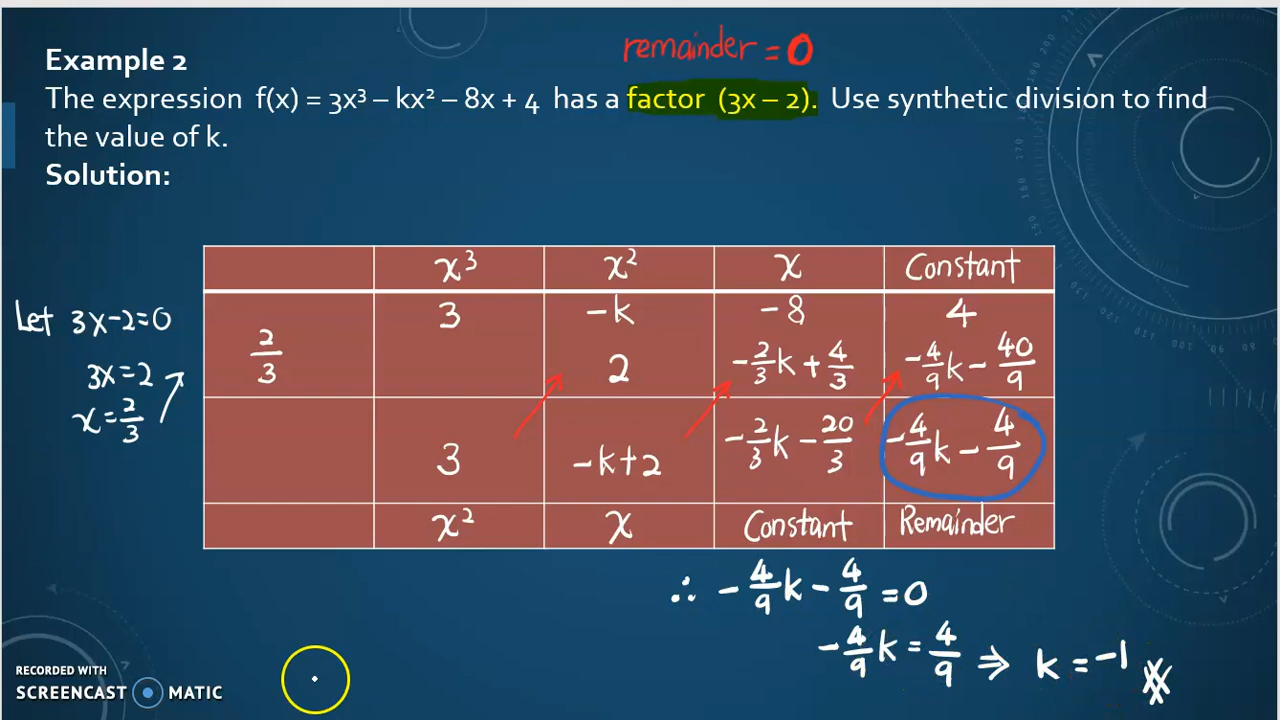 remainder = 0
Example 2
The expression f(x) = 3x³ – kx² – 8x + 4 has a factor (3x – 2). Use synthetic division to find
the value of k.
Solution:
x³ x² x Constant
Let 3x-2=0
3x=2
x=2/3
2/3
3 -k -8 4
2 -2/3k + 4/3 -4/9k - 40/9
3 -k+2 -2/3k - 20/3 -4/9k - 4/9
x² x Constant Remainder
∴ -4/9k - 4/9 = 0
-4/9k = 4/9 ⇒ k = -1
RECORDED WITH
SCREENCAST MATIC